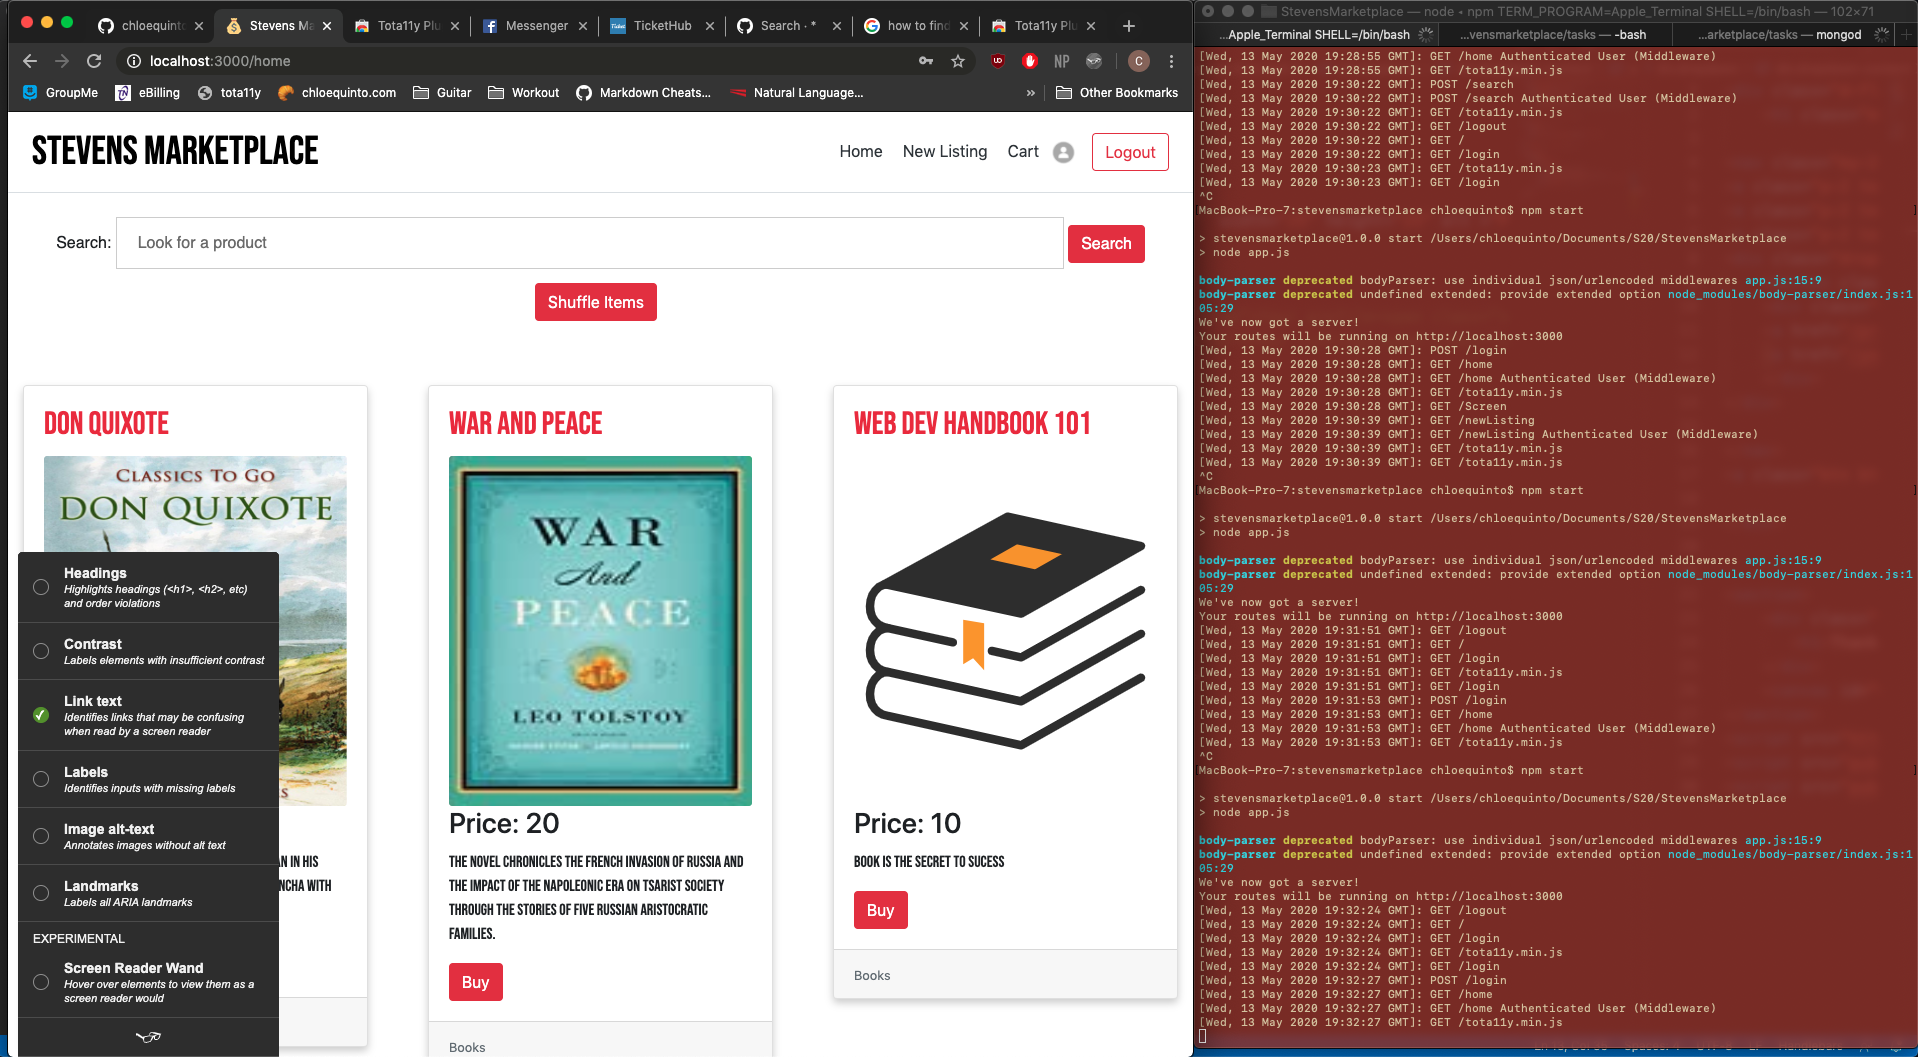 chloequinto
Stevens Ma
Tota11y Plu
Messenger
TicketHub
Search · *
how to find
Tota11y Plu
localhost:3000/home
NP
C
GroupMe
eBilling
tota11y
chloequinto.com
Guitar
Workout
Markdown Cheats...
Natural Language...
»
Other Bookmarks
STEVENS MARKETPLACE
Home
New Listing
Cart
Logout
Search:
Look for a product
Search
Shuffle Items
DON QUIXOTE
CLASSICS TO GO
DON QUIXOTE
AN IN HIS
NCHA WITH
WAR AND PEACE
WAR
And
PEACE
LEO TOLSTOY
Price: 20
THE NOVEL CHRONICLES THE FRENCH INVASION OF RUSSIA AND
THE IMPACT OF THE NAPOLEONIC ERA ON TSARIST SOCIETY
THROUGH THE STORIES OF FIVE RUSSIAN ARISTOCRATIC
FAMILIES.
Buy
Books
WEB DEV HANDBOOK 101
Price: 10
BOOK IS THE SECRET TO SUCESS
Buy
Books
Headings
Highlights headings (<h1>, <h2>, etc)
and order violations
Contrast
Labels elements with insufficient contrast
Link text
Identifies links that may be confusing
when read by a screen reader
Labels
Identifies inputs with missing labels
Image alt-text
Annotates images without alt text
Landmarks
Labels all ARIA landmarks
EXPERIMENTAL
Screen Reader Wand
Hover over elements to view them as a
screen reader would
StevensMarketplace — node ◂ npm TERM_PROGRAM=Apple_Terminal SHELL=/bin/bash — 102×71
...Apple_Terminal SHELL=/bin/bash
...vensmarketplace/tasks — -bash
...arketplace/tasks — mongod
[Wed, 13 May 2020 19:28:55 GMT]: GET /home Authenticated User (Middleware)
[Wed, 13 May 2020 19:28:55 GMT]: GET /tota11y.min.js
[Wed, 13 May 2020 19:30:22 GMT]: POST /search
[Wed, 13 May 2020 19:30:22 GMT]: POST /search Authenticated User (Middleware)
[Wed, 13 May 2020 19:30:22 GMT]: GET /tota11y.min.js
[Wed, 13 May 2020 19:30:22 GMT]: GET /logout
[Wed, 13 May 2020 19:30:22 GMT]: GET /
[Wed, 13 May 2020 19:30:22 GMT]: GET /login
[Wed, 13 May 2020 19:30:23 GMT]: GET /tota11y.min.js
[Wed, 13 May 2020 19:30:23 GMT]: GET /login
^C
MacBook-Pro-7:stevensmarketplace chloequinto$ npm start
> stevensmarketplace@1.0.0 start /Users/chloequinto/Documents/S20/StevensMarketplace
> node app.js
body-parser deprecated bodyParser: use individual json/urlencoded middlewares app.js:15:9
body-parser deprecated undefined extended: provide extended option node_modules/body-parser/index.js:1
05:29
We've now got a server!
Your routes will be running on http://localhost:3000
[Wed, 13 May 2020 19:30:28 GMT]: POST /login
[Wed, 13 May 2020 19:30:28 GMT]: GET /home
[Wed, 13 May 2020 19:30:28 GMT]: GET /home Authenticated User (Middleware)
[Wed, 13 May 2020 19:30:28 GMT]: GET /tota11y.min.js
[Wed, 13 May 2020 19:30:28 GMT]: GET /Screen
[Wed, 13 May 2020 19:30:39 GMT]: GET /newListing
[Wed, 13 May 2020 19:30:39 GMT]: GET /newListing Authenticated User (Middleware)
[Wed, 13 May 2020 19:30:39 GMT]: GET /tota11y.min.js
[Wed, 13 May 2020 19:30:39 GMT]: GET /tota11y.min.js
^C
MacBook-Pro-7:stevensmarketplace chloequinto$ npm start
> stevensmarketplace@1.0.0 start /Users/chloequinto/Documents/S20/StevensMarketplace
> node app.js
body-parser deprecated bodyParser: use individual json/urlencoded middlewares app.js:15:9
body-parser deprecated undefined extended: provide extended option node_modules/body-parser/index.js:1
05:29
We've now got a server!
Your routes will be running on http://localhost:3000
[Wed, 13 May 2020 19:31:51 GMT]: GET /logout
[Wed, 13 May 2020 19:31:51 GMT]: GET /
[Wed, 13 May 2020 19:31:51 GMT]: GET /login
[Wed, 13 May 2020 19:31:51 GMT]: GET /tota11y.min.js
[Wed, 13 May 2020 19:31:51 GMT]: GET /login
[Wed, 13 May 2020 19:31:53 GMT]: POST /login
[Wed, 13 May 2020 19:31:53 GMT]: GET /home
[Wed, 13 May 2020 19:31:53 GMT]: GET /home Authenticated User (Middleware)
[Wed, 13 May 2020 19:31:53 GMT]: GET /tota11y.min.js
^C
MacBook-Pro-7:stevensmarketplace chloequinto$ npm start
> stevensmarketplace@1.0.0 start /Users/chloequinto/Documents/S20/StevensMarketplace
> node app.js
body-parser deprecated bodyParser: use individual json/urlencoded middlewares app.js:15:9
body-parser deprecated undefined extended: provide extended option node_modules/body-parser/index.js:1
05:29
We've now got a server!
Your routes will be running on http://localhost:3000
[Wed, 13 May 2020 19:32:24 GMT]: GET /logout
[Wed, 13 May 2020 19:32:24 GMT]: GET /
[Wed, 13 May 2020 19:32:24 GMT]: GET /login
[Wed, 13 May 2020 19:32:24 GMT]: GET /tota11y.min.js
[Wed, 13 May 2020 19:32:24 GMT]: GET /login
[Wed, 13 May 2020 19:32:27 GMT]: POST /login
[Wed, 13 May 2020 19:32:27 GMT]: GET /home
[Wed, 13 May 2020 19:32:27 GMT]: GET /home Authenticated User (Middleware)
[Wed, 13 May 2020 19:32:27 GMT]: GET /tota11y.min.js